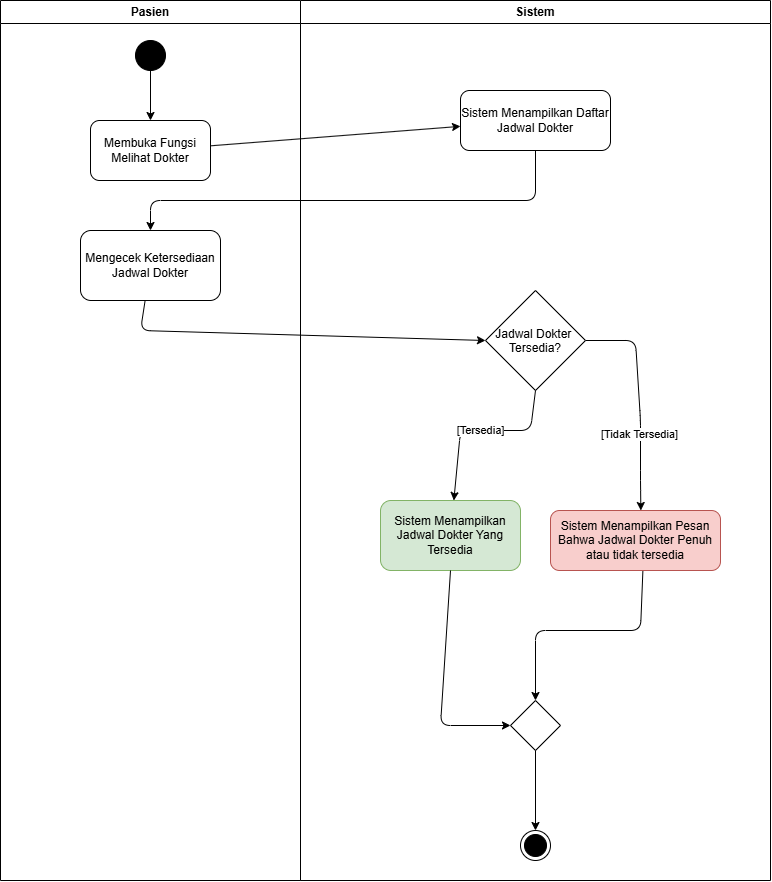 Pasien
Sistem
Sistem Menampilkan Daftar
Jadwal Dokter
Membuka Fungsi
Melihat Dokter
Mengecek Ketersediaan
Jadwal Dokter
Jadwal Dokter
Tersedia?
[Tersedia]
[Tidak Tersedia]
Sistem Menampilkan
Jadwal Dokter Yang
Tersedia
Sistem Menampilkan Pesan
Bahwa Jadwal Dokter Penuh
atau tidak tersedia